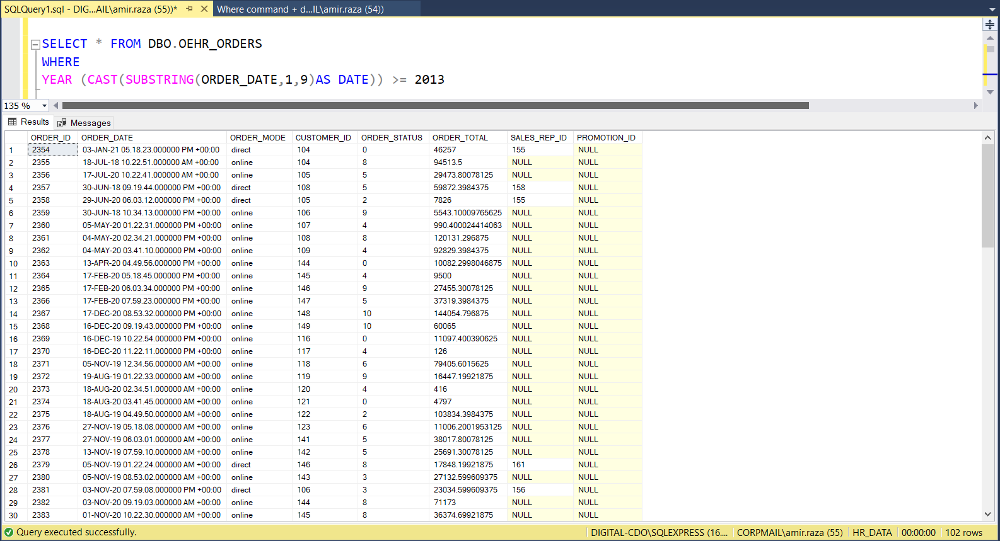 SQLQuery1.sql - DIG...AIL\amir.raza (55))* Where command + d...IL\amir.raza (54))
SELECT * FROM DBO.OEHR_ORDERS
WHERE
YEAR (CAST(SUBSTRING(ORDER_DATE,1,9)AS DATE)) >= 2013
135 %
Results Messages
ORDER_ID ORDER_DATE ORDER_MODE CUSTOMER_ID ORDER_STATUS ORDER_TOTAL SALES_REP_ID PROMOTION_ID
1 2354 03-JAN-21 05.18.23.000000 PM +00:00 direct 104 0 46257 155 NULL
2 2355 18-JUL-18 10.22.51.000000 AM +00:00 online 104 8 94513.5 NULL NULL
3 2356 17-JUL-20 10.22.41.000000 AM +00:00 online 105 5 29473.80078125 NULL NULL
4 2357 30-JUN-18 09.19.44.000000 PM +00:00 direct 108 5 59872.3984375 158 NULL
5 2358 29-JUN-20 06.03.12.000000 PM +00:00 direct 105 2 7826 155 NULL
6 2359 30-JUN-18 10.34.13.000000 PM +00:00 online 106 9 5543.10009765625 NULL NULL
7 2360 05-MAY-20 01.22.31.000000 PM +00:00 online 107 4 990.400024414063 NULL NULL
8 2361 04-MAY-20 02.34.21.000000 PM +00:00 online 108 8 120131.296875 NULL NULL
9 2362 04-MAY-20 03.41.10.000000 PM +00:00 online 109 4 92829.3984375 NULL NULL
10 2363 13-APR-20 04.49.56.000000 PM +00:00 online 144 0 10082.2998046875 NULL NULL
11 2364 17-FEB-20 05.18.45.000000 PM +00:00 online 145 4 9500 NULL NULL
12 2365 17-FEB-20 06.03.34.000000 PM +00:00 online 146 9 27455.30078125 NULL NULL
13 2366 17-FEB-20 07.59.23.000000 PM +00:00 online 147 5 37319.3984375 NULL NULL
14 2367 17-DEC-20 08.53.32.000000 PM +00:00 online 148 10 144054.796875 NULL NULL
15 2368 16-DEC-20 09.19.43.000000 PM +00:00 online 149 10 60065 NULL NULL
16 2369 16-DEC-19 10.22.54.000000 PM +00:00 online 116 0 11097.400390625 NULL NULL
17 2370 16-DEC-20 11.22.11.000000 PM +00:00 online 117 4 126 NULL NULL
18 2371 05-NOV-19 12.34.56.000000 AM +00:00 online 118 6 79405.6015625 NULL NULL
19 2372 19-AUG-19 01.22.33.000000 AM +00:00 online 119 9 16447.19921875 NULL NULL
20 2373 18-AUG-20 02.34.51.000000 AM +00:00 online 120 4 416 NULL NULL
21 2374 18-AUG-20 03.41.45.000000 AM +00:00 online 121 0 4797 NULL NULL
22 2375 18-AUG-19 04.49.50.000000 AM +00:00 online 122 2 103834.3984375 NULL NULL
23 2376 27-NOV-19 05.18.08.000000 AM +00:00 online 123 6 11006.2001953125 NULL NULL
24 2377 27-NOV-19 06.03.01.000000 AM +00:00 online 141 5 38017.80078125 NULL NULL
25 2378 13-NOV-19 07.59.10.000000 AM +00:00 online 142 5 25691.30078125 NULL NULL
26 2379 05-NOV-19 01.22.24.000000 AM +00:00 direct 146 8 17848.19921875 161 NULL
27 2380 05-NOV-19 08.53.02.000000 AM +00:00 online 143 3 27132.599609375 NULL NULL
28 2381 03-NOV-20 07.59.08.000000 PM +00:00 direct 106 3 23034.599609375 156 NULL
29 2382 03-NOV-20 09.19.03.000000 AM +00:00 online 144 8 71173 NULL NULL
30 2383 01-NOV-20 10.22.30.000000 AM +00:00 online 145 8 36374.69921875 NULL NULL
Query executed successfully. DIGITAL-CDO\SQLEXPRESS (16.... CORPMAIL\amir.raza (55) HR_DATA 00:00:00 102 rows